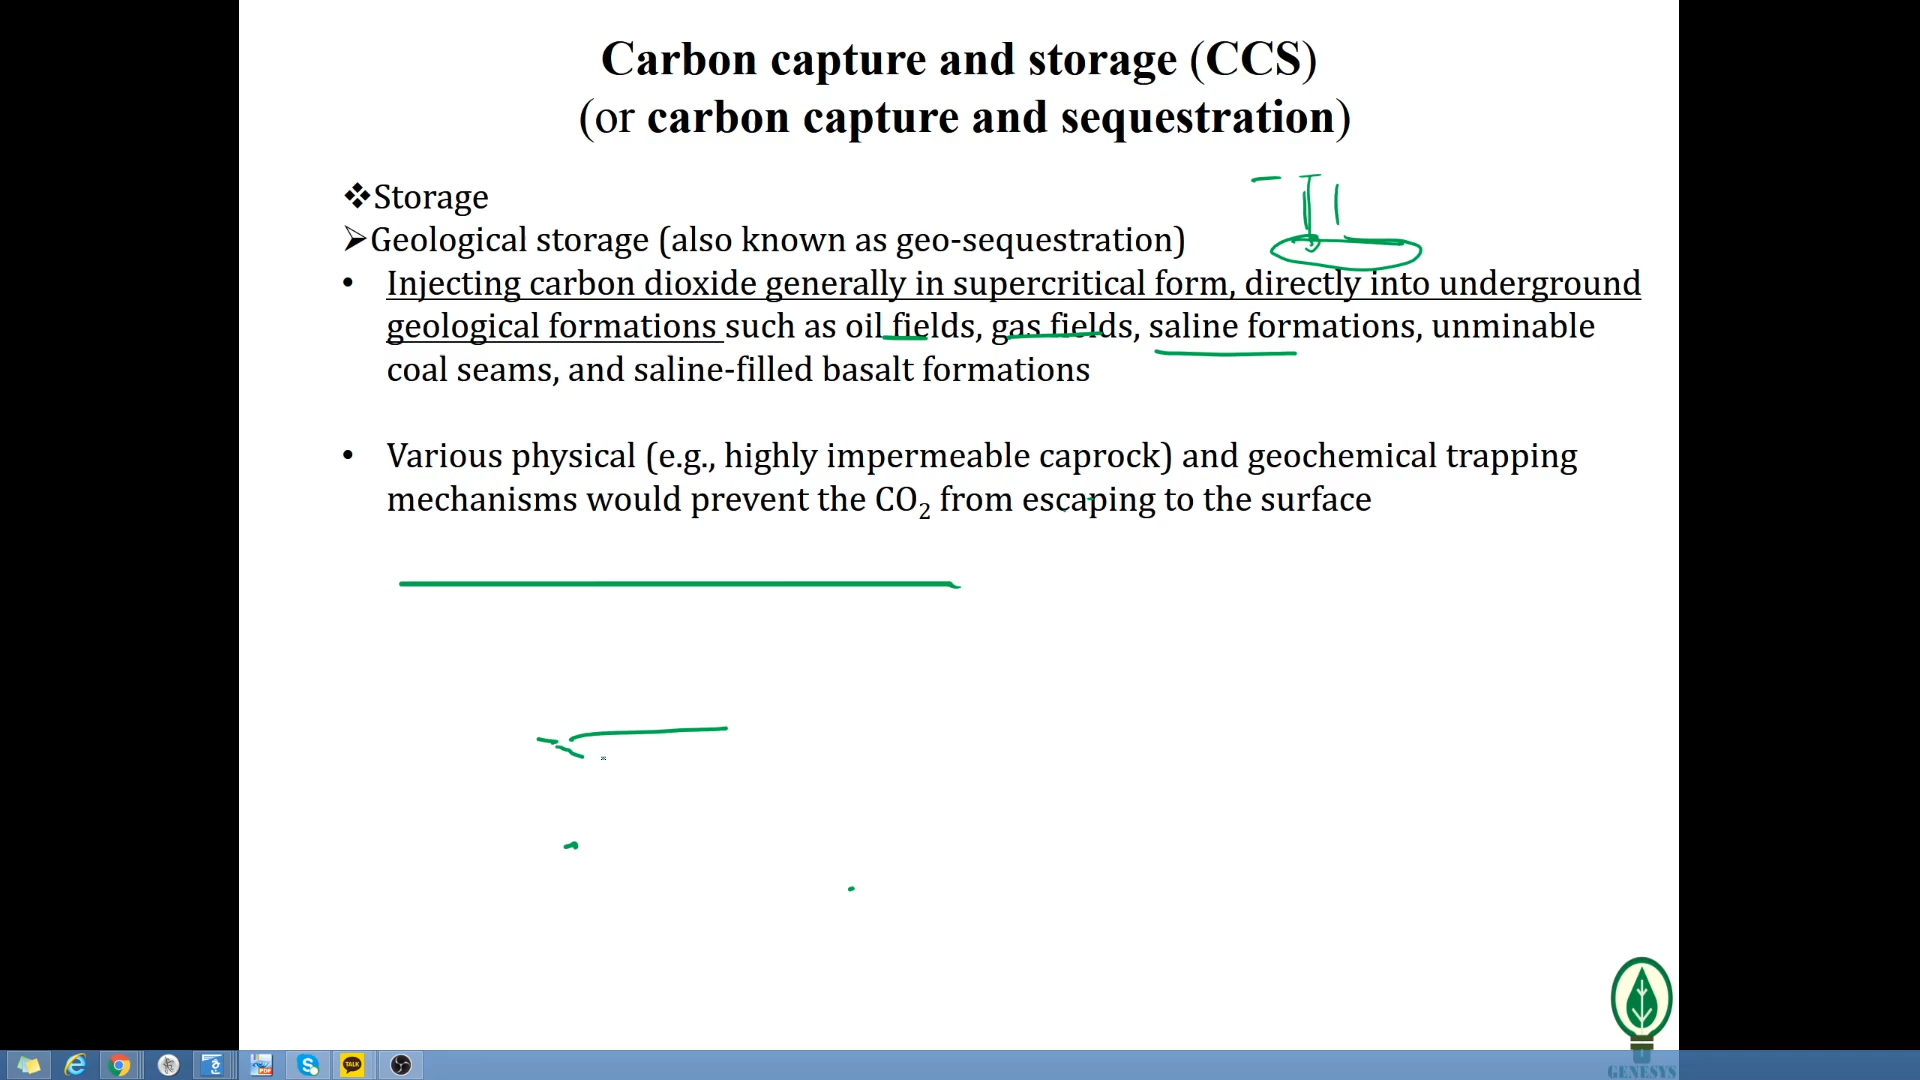 Carbon capture and storage (CCS)
(or carbon capture and sequestration)
❖Storage
➢Geological storage (also known as geo-sequestration)
• Injecting carbon dioxide generally in supercritical form, directly into underground
geological formations such as oil fields, gas fields, saline formations, unminable
coal seams, and saline-filled basalt formations
• Various physical (e.g., highly impermeable caprock) and geochemical trapping
mechanisms would prevent the CO₂ from escaping to the surface
TALK
PDF
GENESYS